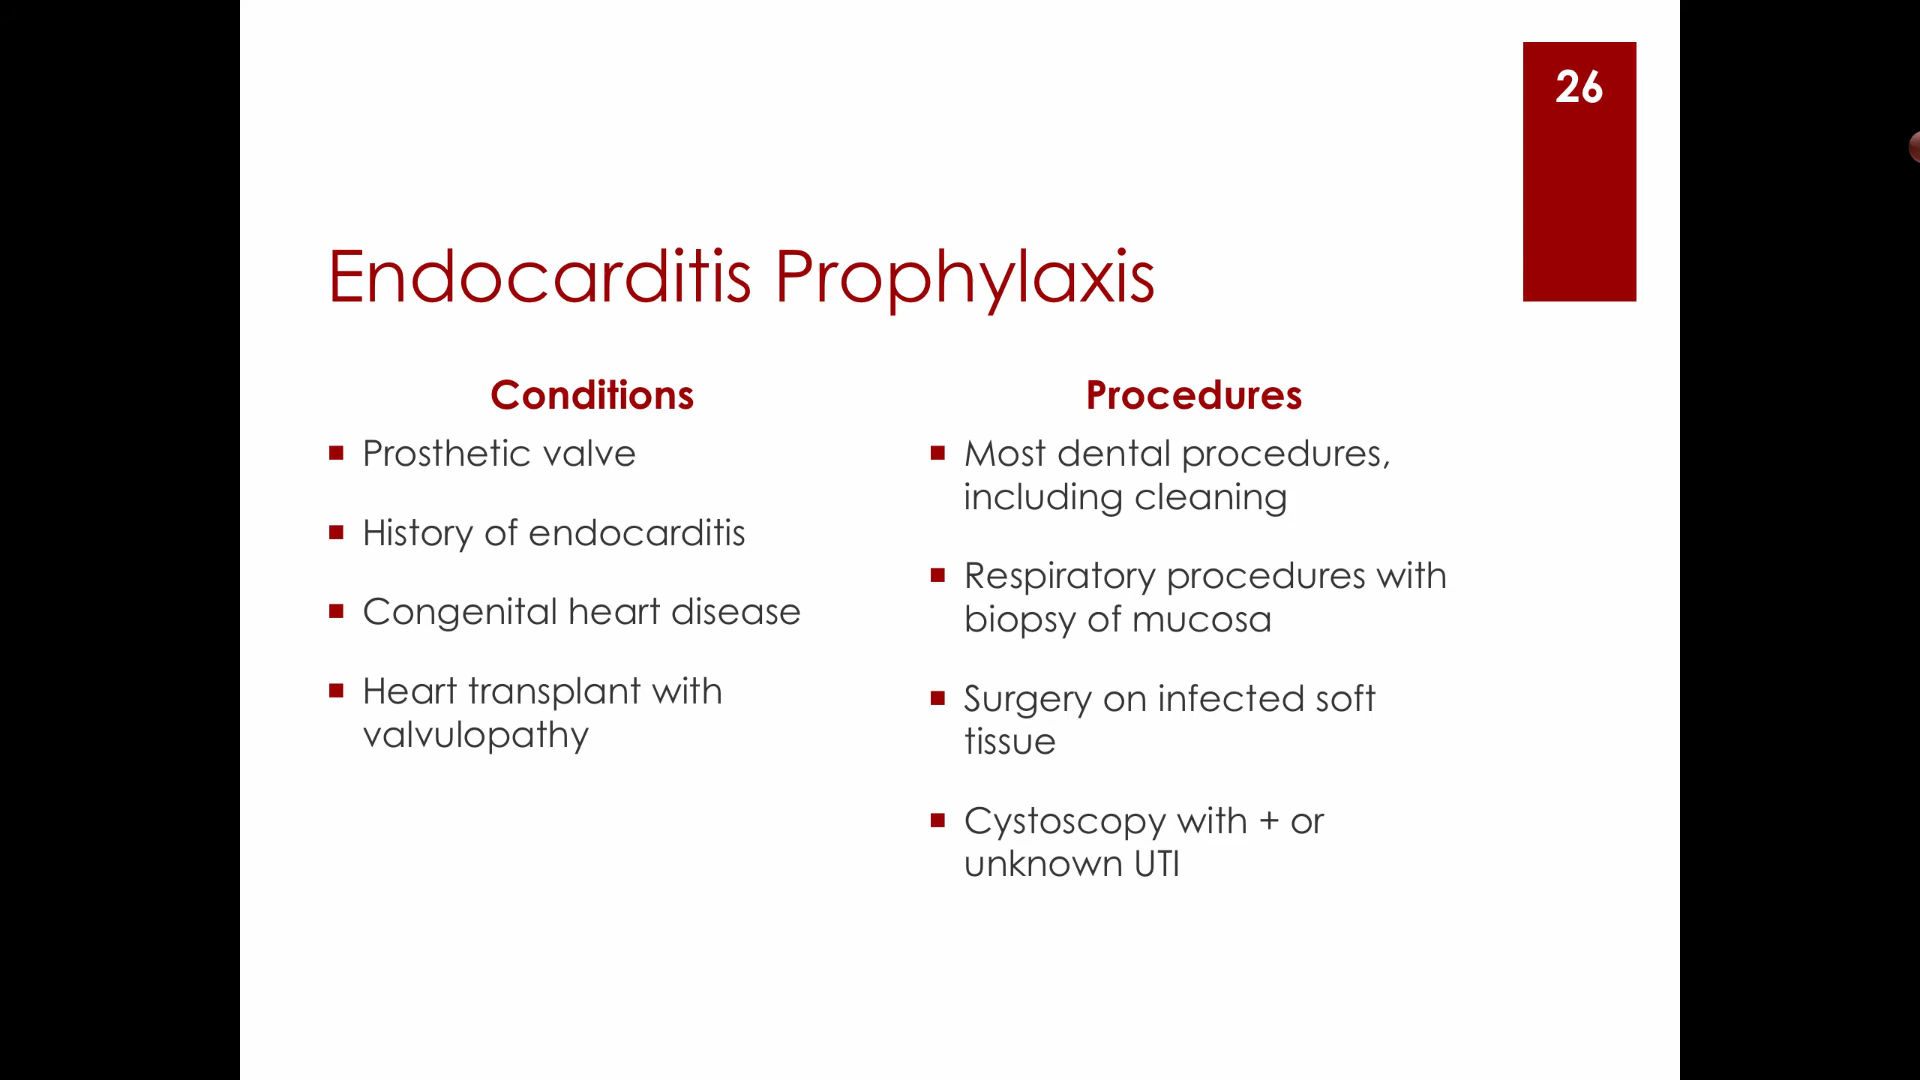 26
Endocarditis Prophylaxis
Conditions
Prosthetic valve
History of endocarditis
Congenital heart disease
Heart transplant with
valvulopathy
Procedures
Most dental procedures,
including cleaning
Respiratory procedures with
biopsy of mucosa
Surgery on infected soft
tissue
Cystoscopy with + or
unknown UTI